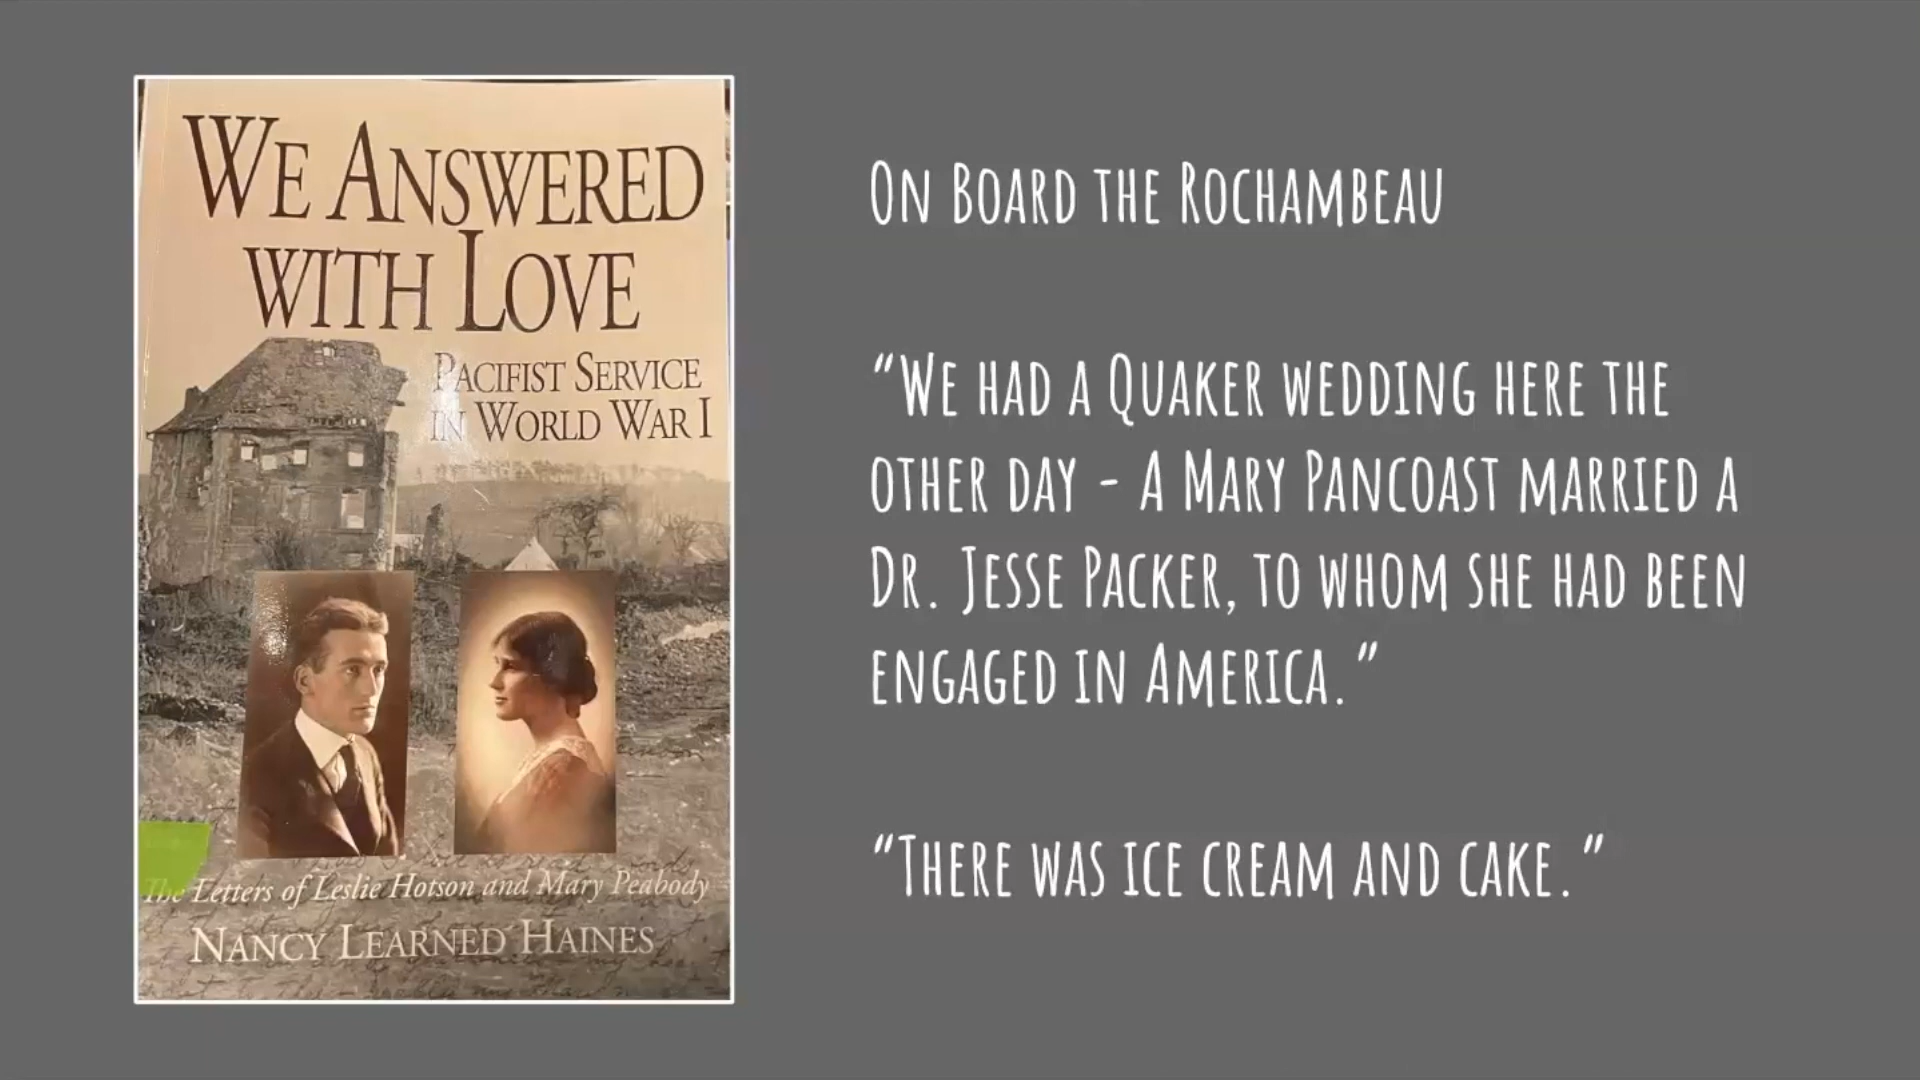 We Answered
with Love
Pacifist Service
in World War I
The Letters of Leslie Hotson and Mary Peabody
Nancy Learned Haines
On Board the Rochambeau
“We had a Quaker wedding here the
other day - A Mary Pancoast married a
Dr. Jesse Packer, to whom she had been
engaged in America.”
“There was ice cream and cake.”